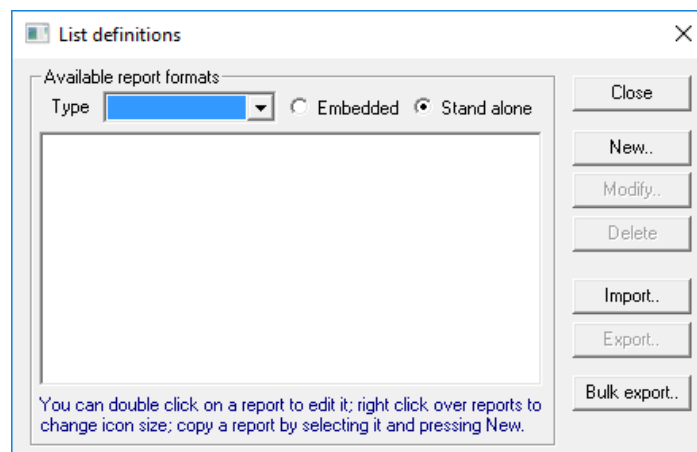 List definitions
Available report formats
Type
Embedded
Stand alone
Close
New..
Modify..
Delete
Import..
Export..
Bulk export..
You can double click on a report to edit it; right click over reports to
change icon size; copy a report by selecting it and pressing New.